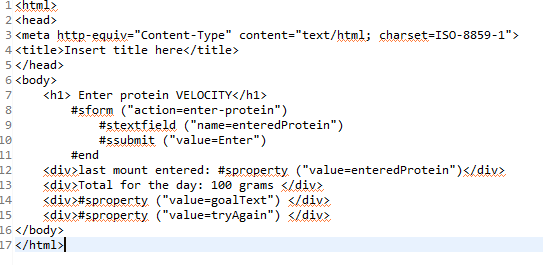 1 <html>
2 <head>
3 <meta http-equiv="Content-Type" content="text/html; charset=ISO-8859-1">
4 <title>Insert title here</title>
5 </head>
6 <body>
7 <h1> Enter protein VELOCITY</h1>
8 #sform ("action=enter-protein")
9 #stextfield ("name=enteredProtein")
10 #ssubmit ("value=Enter")
11 #end
12 <div>last mount entered: #sproperty ("value=enteredProtein")</div>
13 <div>Total for the day: 100 grams </div>
14 <div>#sproperty ("value=goalText") </div>
15 <div>#sproperty ("value=tryAgain") </div>
16 </body>
17 </html>